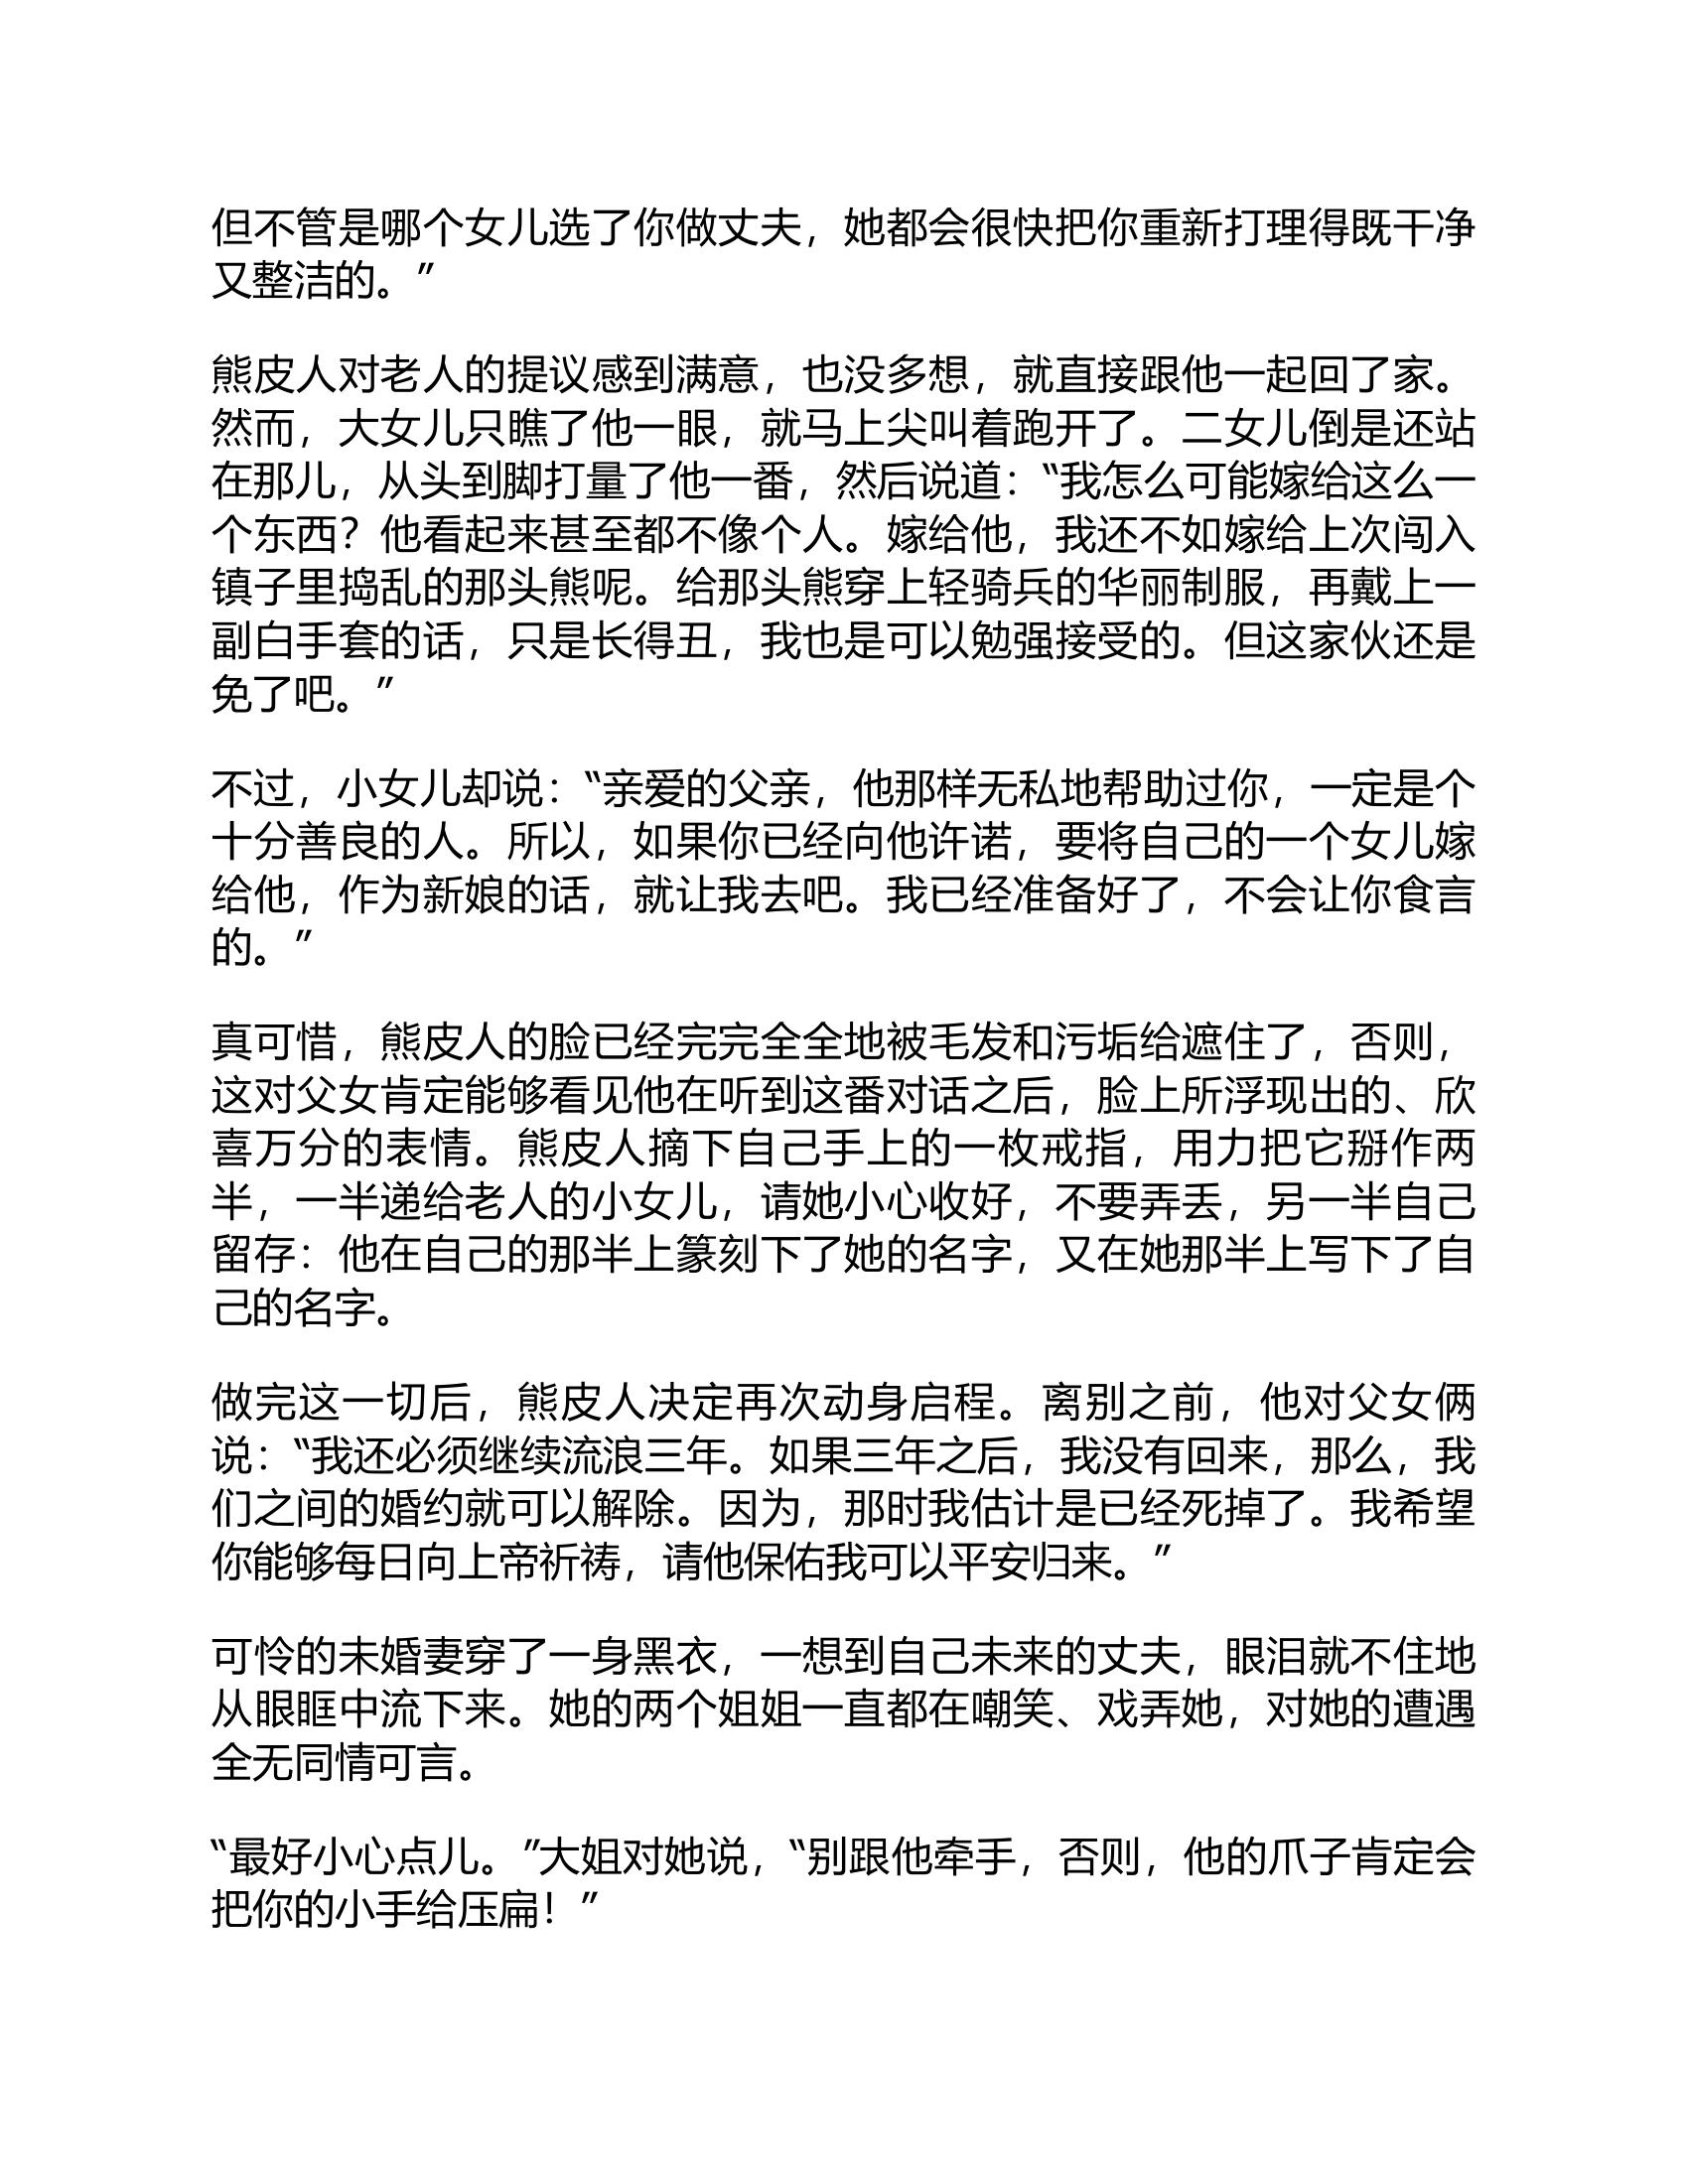 但不管是哪个女儿选了你做丈夫，她都会很快把你重新打理得既干净
又整洁的。”
熊皮人对老人的提议感到满意，也没多想，就直接跟他一起回了家。
然而，大女儿只瞧了他一眼，就马上尖叫着跑开了。二女儿倒是还站
在那儿，从头到脚打量了他一番，然后说道：“我怎么可能嫁给这么一
个东西？他看起来甚至都不像个人。嫁给他，我还不如嫁给上次闯入
镇子里捣乱的那头熊呢。给那头熊穿上轻骑兵的华丽制服，再戴上一
副白手套的话，只是长得丑，我也是可以勉强接受的。但这家伙还是
免了吧。”
不过，小女儿却说：“亲爱的父亲，他那样无私地帮助过你，一定是个
十分善良的人。所以，如果你已经向他许诺，要将自己的一个女儿嫁
给他，作为新娘的话，就让我去吧。我已经准备好了，不会让你食言
的。”
真可惜，熊皮人的脸已经完完全全地被毛发和污垢给遮住了，否则，
这对父女肯定能够看见他在听到这番对话之后，脸上所浮现出的、欣
喜万分的表情。熊皮人摘下自己手上的一枚戒指，用力把它掰作两
半，一半递给老人的小女儿，请她小心收好，不要弄丢，另一半自己
留存：他在自己的那半上篆刻下了她的名字，又在她那半上写下了自
己的名字。
做完这一切后，熊皮人决定再次动身启程。离别之前，他对父女俩
说：“我还必须继续流浪三年。如果三年之后，我没有回来，那么，我
们之间的婚约就可以解除。因为，那时我估计是已经死掉了。我希望
你能够每日向上帝祈祷，请他保佑我可以平安归来。”
可怜的未婚妻穿了一身黑衣，一想到自己未来的丈夫，眼泪就不住地
从眼眶中流下来。她的两个姐姐一直都在嘲笑、戏弄她，对她的遭遇
全无同情可言。
“最好小心点儿。”大姐对她说，“别跟他牵手，否则，他的爪子肯定会
把你的小手给压扁！”